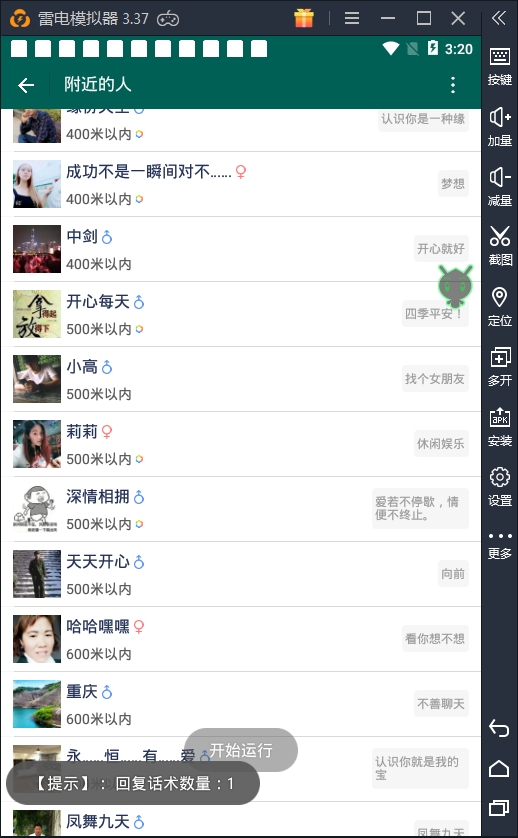 雷电模拟器 3.37
3:20
按键
附近的人
加量
400米以内
认识你是一种缘
成功不是一瞬间对不……
400米以内
梦想
减量
中剑
400米以内
开心就好
截图
开心每天
500米以内
四季平安！
拿得起
放得下
定位
小高
500米以内
找个女朋友
多开
莉莉
500米以内
休闲娱乐
安装
深情相拥
500米以内
爱若不停歇，情
便不终止。
设置
天天开心
500米以内
向前
更多
哈哈嘿嘿
600米以内
看你想不想
重庆
600米以内
不善聊天
永……恒……有……爱
认识你就是我的
宝
开始运行
【提示】： 回复话术数量：1
凤舞九天